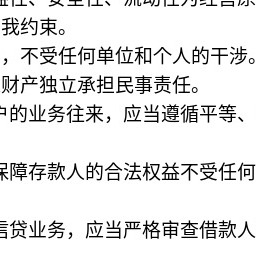 益性、安全性、流动性为经营原
我约束。
，不受任何单位和个人的干涉。
财产独立承担民事责任。
户的业务往来，应当遵循平等、
保障存款人的合法权益不受任何
信贷业务，应当严格审查借款人